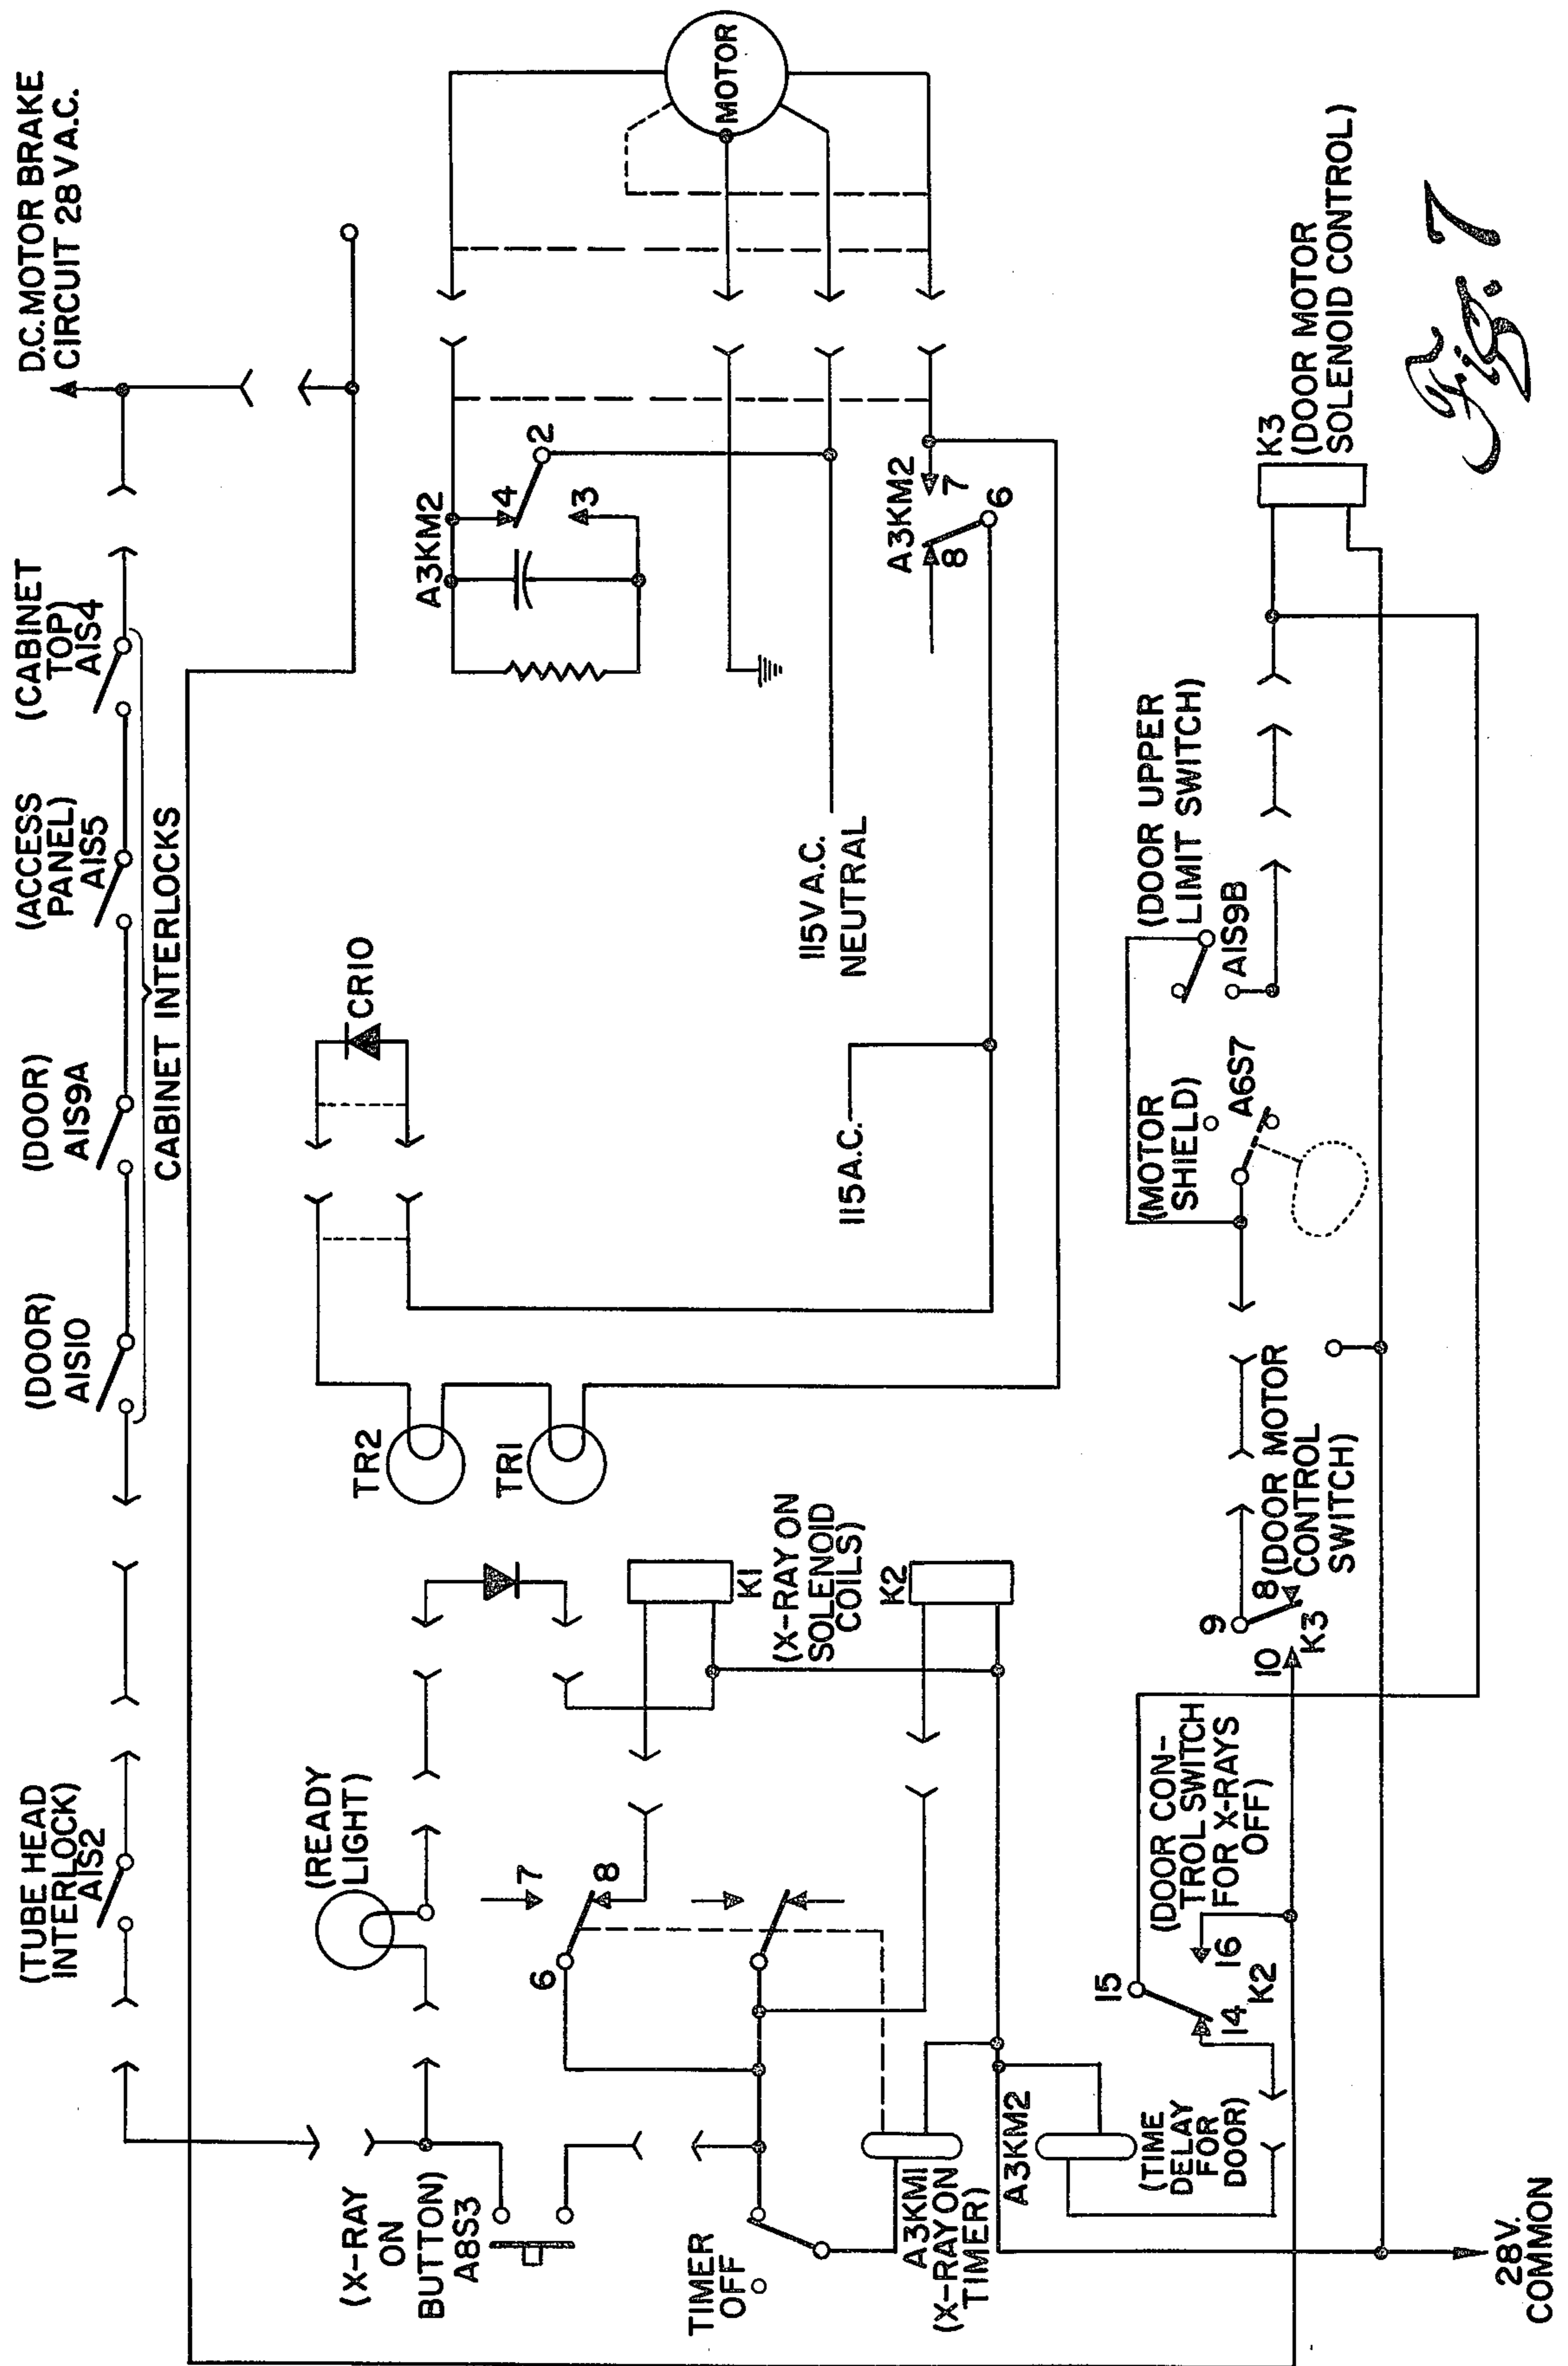 D.C. MOTOR BRAKE
CIRCUIT 28 V A.C.
(CABINET
TOP)
A1S4
(ACCESS
PANEL)
A1S5
(DOOR)
A1S9A
(DOOR)
A1S10
CABINET INTERLOCKS
(TUBE HEAD
INTERLOCK)
A1S2
MOTOR
A3KM2
4
2
3
A3KM2
7
8
6
115V A.C.
NEUTRAL
115 A.C.
CR10
TR2
TR1
(READY
LIGHT)
K1
(X-RAY ON
SOLENOID
COILS)
K2
7
8
6
(X-RAY
ON
BUTTON)
A8S3
TIMER
OFF
A3KM1
(X-RAY ON
TIMER)
A3KM2
(TIME
DELAY
FOR
DOOR)
15
16
14
K2
(DOOR CON-
TROL SWITCH
FOR X-RAYS
OFF)
9
8
10
K3
(DOOR MOTOR
CONTROL
SWITCH)
(MOTOR
SHIELD)
A6S7
(DOOR UPPER
LIMIT SWITCH)
A1S9B
K3
(DOOR MOTOR
SOLENOID CONTROL)
28V.
COMMON
Fig. 7